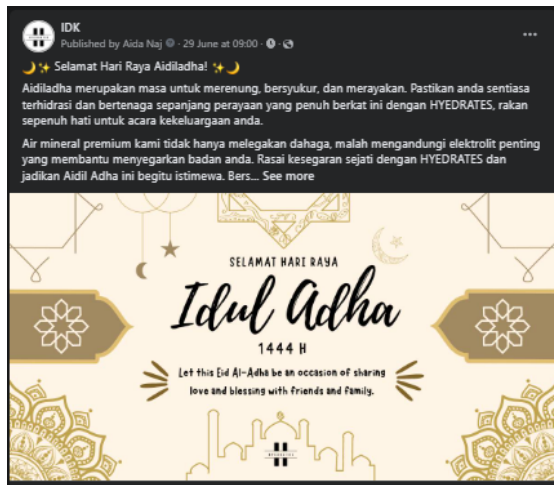 IDK
Published by Aida Naj · 29 June at 09:00 ·
🌙✨ Selamat Hari Raya Aidiladha! ✨🌙
Aidiladha merupakan masa untuk merenung, bersyukur, dan merayakan. Pastikan anda sentiasa
terhidrasi dan bertenaga sepanjang perayaan yang penuh berkat ini dengan HYEDRATES, rakan
sepenuh hati untuk acara kekeluargaan anda.
Air mineral premium kami tidak hanya melegakan dahaga, malah mengandungi elektrolit penting
yang membantu menyegarkan badan anda. Rasai kesegaran sejati dengan HYEDRATES dan
jadikan Aidil Adha ini begitu istimewa. Bers... See more
SELAMAT HARI RAYA
Idul Adha
1444 H
Let this Eid Al-Adha be an occasion of sharing
love and blessing with friends and family.